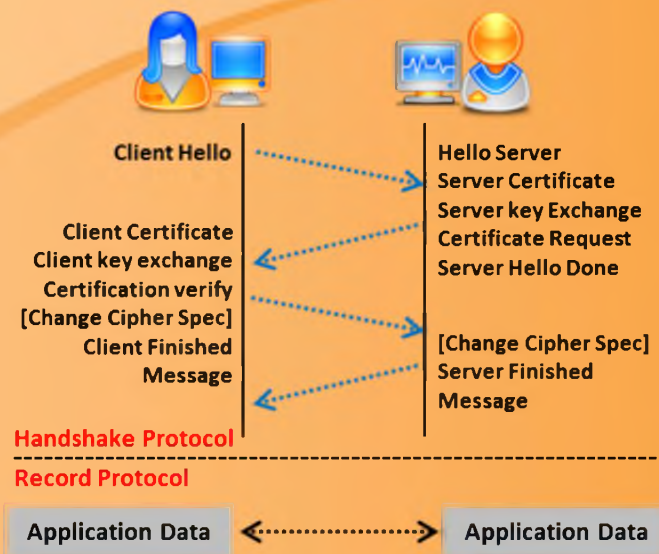 Client Hello
Hello Server
Server Certificate
Server key Exchange
Certificate Request
Server Hello Done
Client Certificate
Client key exchange
Certification verify
[Change Cipher Spec]
Client Finished
Message
[Change Cipher Spec]
Server Finished
Message
Handshake Protocol
Record Protocol
Application Data
Application Data